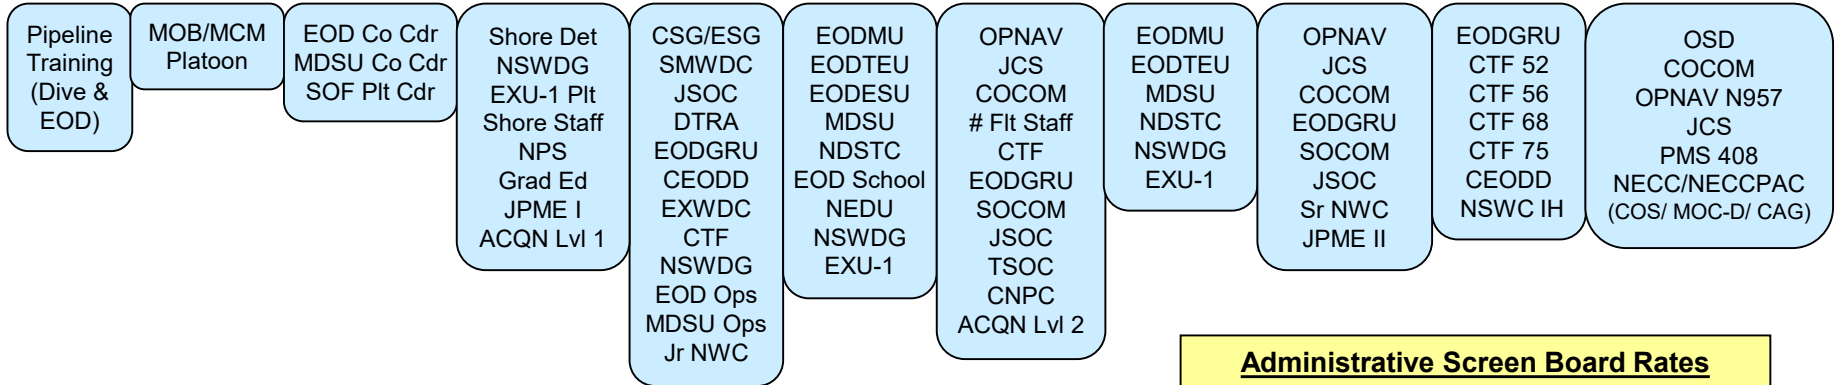 Pipeline
Training
(Dive &
EOD)
MOB/MCM
Platoon
EOD Co Cdr
MDSU Co Cdr
SOF Plt Cdr
Shore Det
NSWDG
EXU-1 Plt
Shore Staff
NPS
Grad Ed
JPME I
ACQN Lvl 1
CSG/ESG
SMWDC
JSOC
DTRA
EODGRU
CEODD
EXWDC
CTF
NSWDG
EOD Ops
MDSU Ops
Jr NWC
EODMU
EODTEU
EODESU
MDSU
NDSTC
EOD School
NEDU
NSWDG
EXU-1
OPNAV
JCS
COCOM
# Flt Staff
CTF
EODGRU
SOCOM
JSOC
TSOC
CNPC
ACQN Lvl 2
EODMU
EODTEU
MDSU
NDSTC
NSWDG
EXU-1
OPNAV
JCS
COCOM
EODGRU
SOCOM
JSOC
Sr NWC
JPME II
EODGRU
CTF 52
CTF 56
CTF 68
CTF 75
CEODD
NSWC IH
OSD
COCOM
OPNAV N957
JCS
PMS 408
NECC/NECCPAC
(COS/ MOC-D/ CAG)
Administrative Screen Board Rates